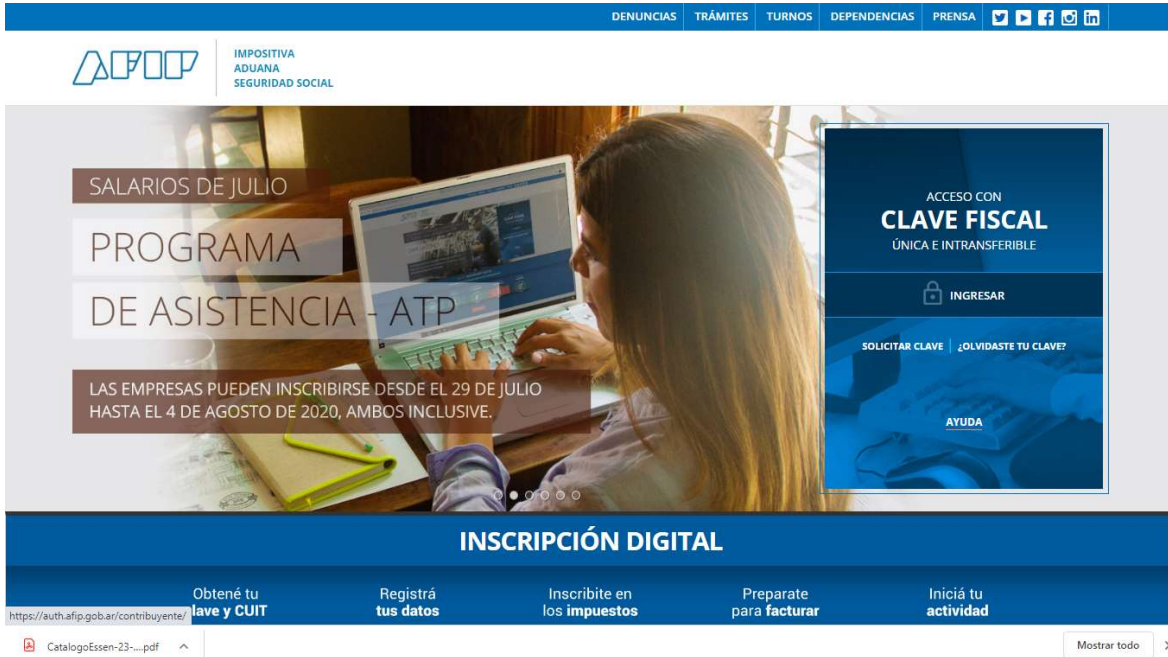 DENUNCIAS TRÁMITES TURNOS DEPENDENCIAS PRENSA
AFIP
IMPOSITIVA
ADUANA
SEGURIDAD SOCIAL
SALARIOS DE JULIO
PROGRAMA
DE ASISTENCIA - ATP
LAS EMPRESAS PUEDEN INSCRIBIRSE DESDE EL 29 DE JULIO
HASTA EL 4 DE AGOSTO DE 2020, AMBOS INCLUSIVE.
ACCESO CON
CLAVE FISCAL
ÚNICA E INTRANSFERIBLE
INGRESAR
SOLICITAR CLAVE ¿OLVIDASTE TU CLAVE?
AYUDA
INSCRIPCIÓN DIGITAL
Obtené tu
lave y CUIT
Registrá
tus datos
Inscribite en
los impuestos
Preparate
para facturar
Iniciá tu
actividad
https://auth.afip.gob.ar/contribuyente/
CatalogoEssen-23-....pdf
Mostrar todo